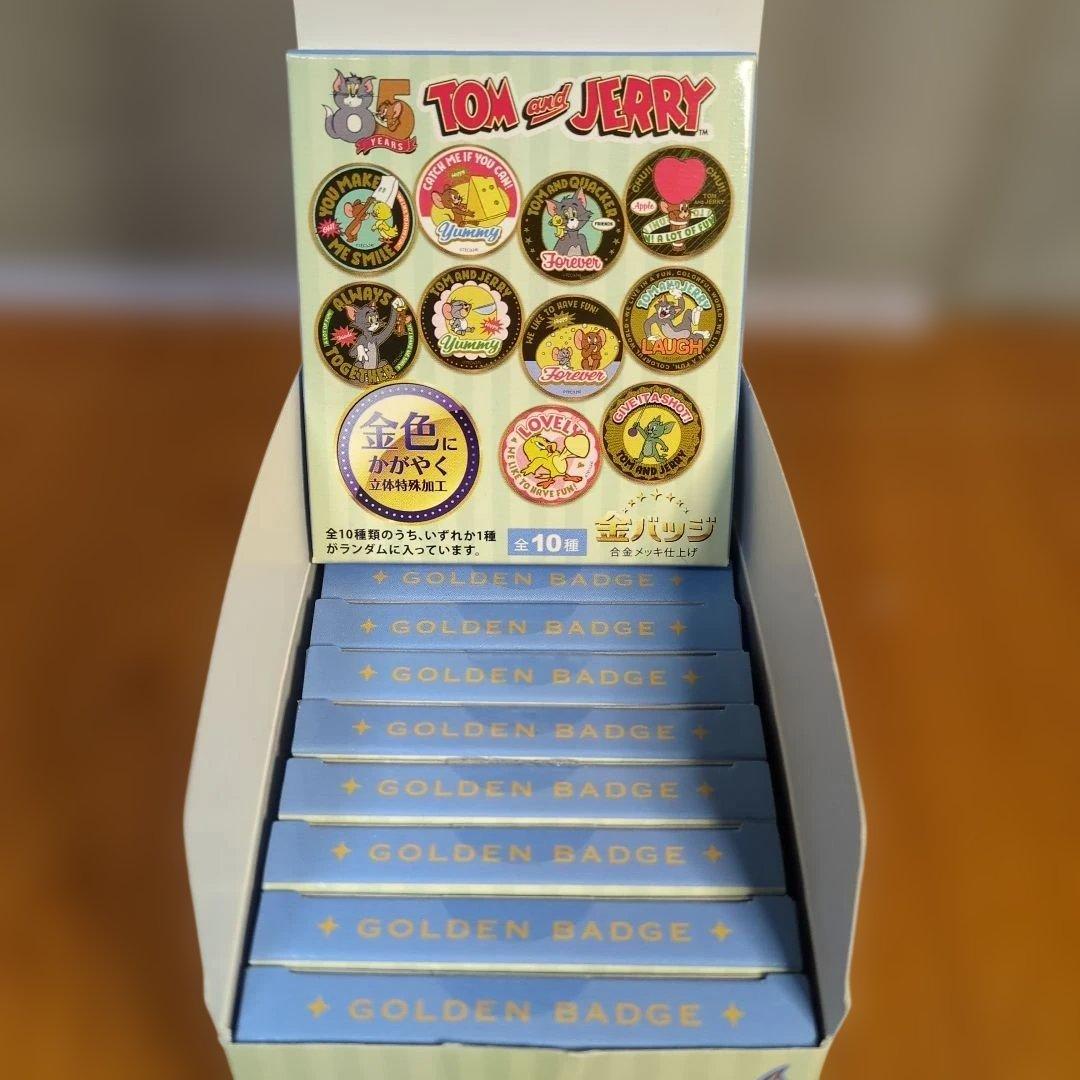 85
YEARS
TOM and JERRY™
YOU MAKE
ME SMILE
CATCH ME IF YOU CAN!
Yummy
TOM AND QUACKER
FRIENDS
Forever
CHU!!
CHU!!
Apple
TOM
AND JERRY
A LOT OF FUN
ALWAYS
TOGETHER
TOM AND JERRY
Yummy
WE LIKE TO HAVE FUN!
Forever
TOM AND JERRY
LAUGH
金色に
かがやく
立体特殊加工
LOVELY
WE LIKE TO HAVE FUN!
GIVE IT A SHOT!
TOM AND JERRY
全10種類のうち、いずれか1種
がランダムに入っています。
全10種
金バッジ
合金メッキ仕上げ
GOLDEN BADGE
GOLDEN BADGE
GOLDEN BADGE
GOLDEN BADGE
GOLDEN BADGE
GOLDEN BADGE
GOLDEN BADGE
GOLDEN BADGE